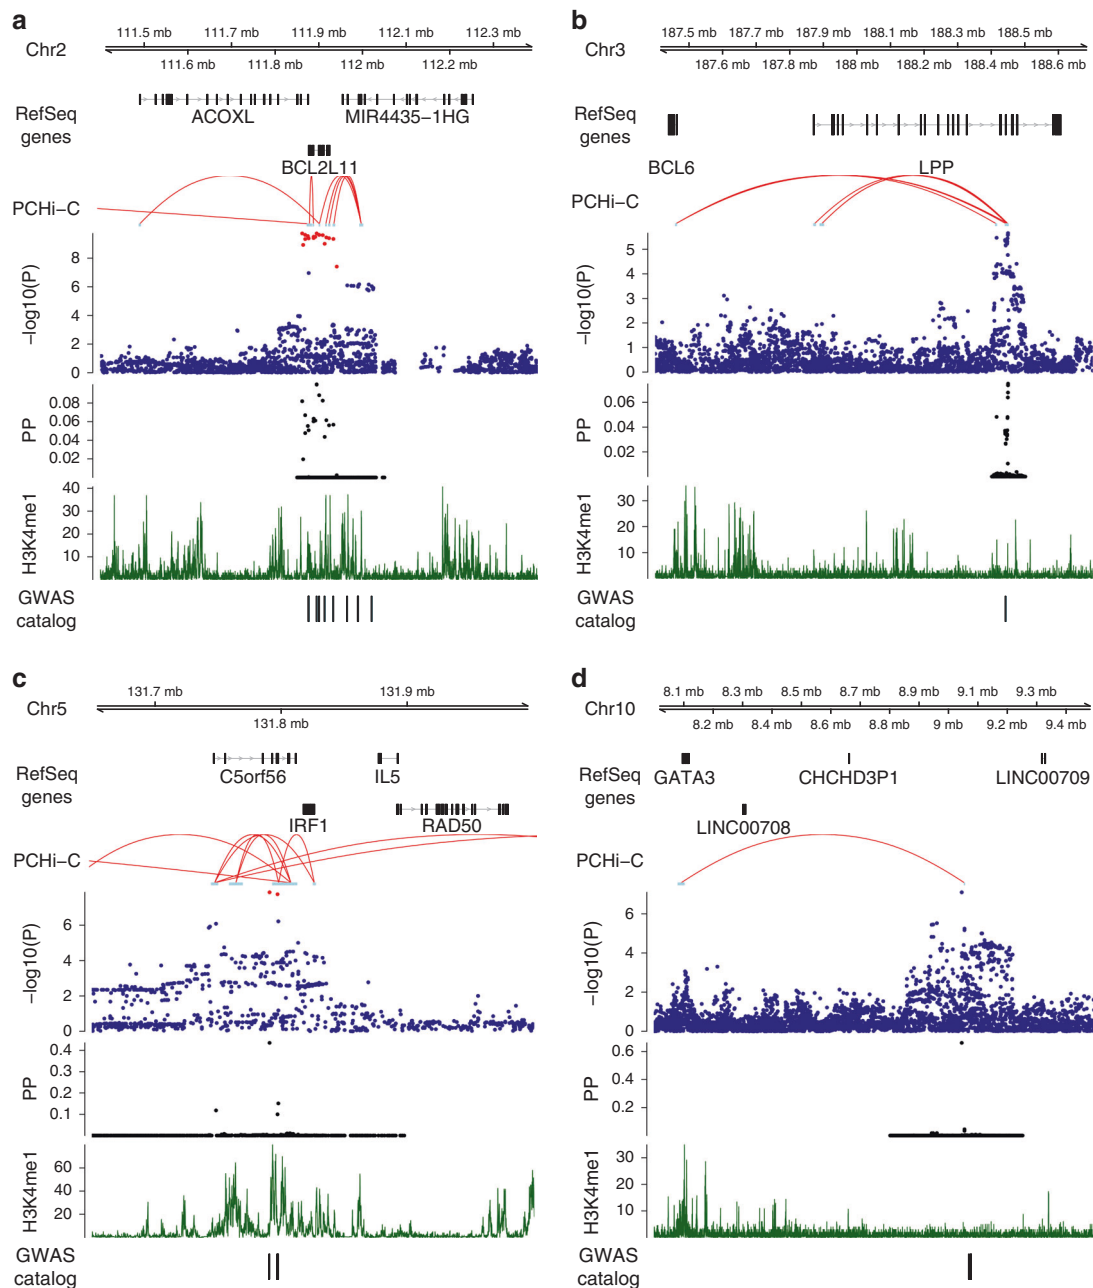 a
111.5 mb 111.7 mb 111.9 mb 112.1 mb 112.3 mb
Chr2
111.6 mb 111.8 mb 112 mb 112.2 mb
RefSeq genes
ACOXL MIR4435-1HG
BCL2L11
PCHi-C
−log10(P)
8
6
4
2
0
PP
0.08
0.06
0.04
0.02
H3K4me1
40
30
20
10
GWAS catalog
b
187.5 mb 187.7 mb 187.9 mb 188.1 mb 188.3 mb 188.5 mb
Chr3
187.6 mb 187.8 mb 188 mb 188.2 mb 188.4 mb 188.6 mb
RefSeq genes
BCL6 LPP
PCHi-C
−log10(P)
5
4
3
2
1
0
PP
0.06
0.04
0.02
H3K4me1
30
20
10
GWAS catalog
c
131.7 mb 131.9 mb
Chr5
131.8 mb
RefSeq genes
C5orf56 IL5
IRF1 RAD50
PCHi-C
−log10(P)
6
4
2
0
PP
0.4
0.3
0.2
0.1
H3K4me1
60
40
20
GWAS catalog
d
8.1 mb 8.3 mb 8.5 mb 8.7 mb 8.9 mb 9.1 mb 9.3 mb
Chr10
8.2 mb 8.4 mb 8.6 mb 8.8 mb 9 mb 9.2 mb 9.4 mb
RefSeq genes
GATA3 CHCHD3P1 LINC00709
LINC00708
PCHi-C
−log10(P)
6
4
2
0
PP
0.6
0.4
0.2
H3K4me1
30
20
10
GWAS catalog